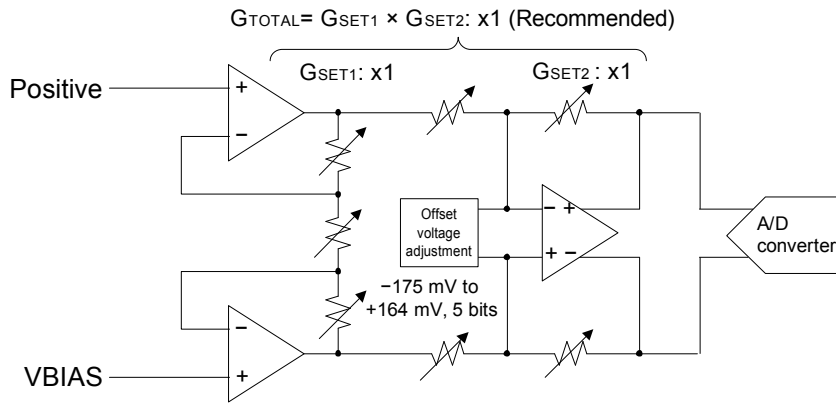 GTOTAL= GSET1 × GSET2: x1 (Recommended)
GSET1: x1
GSET2 : x1
Positive
+
−
− +
+ −
Offset
voltage
adjustment
A/D
converter
−175 mV to
+164 mV, 5 bits
−
+
VBIAS